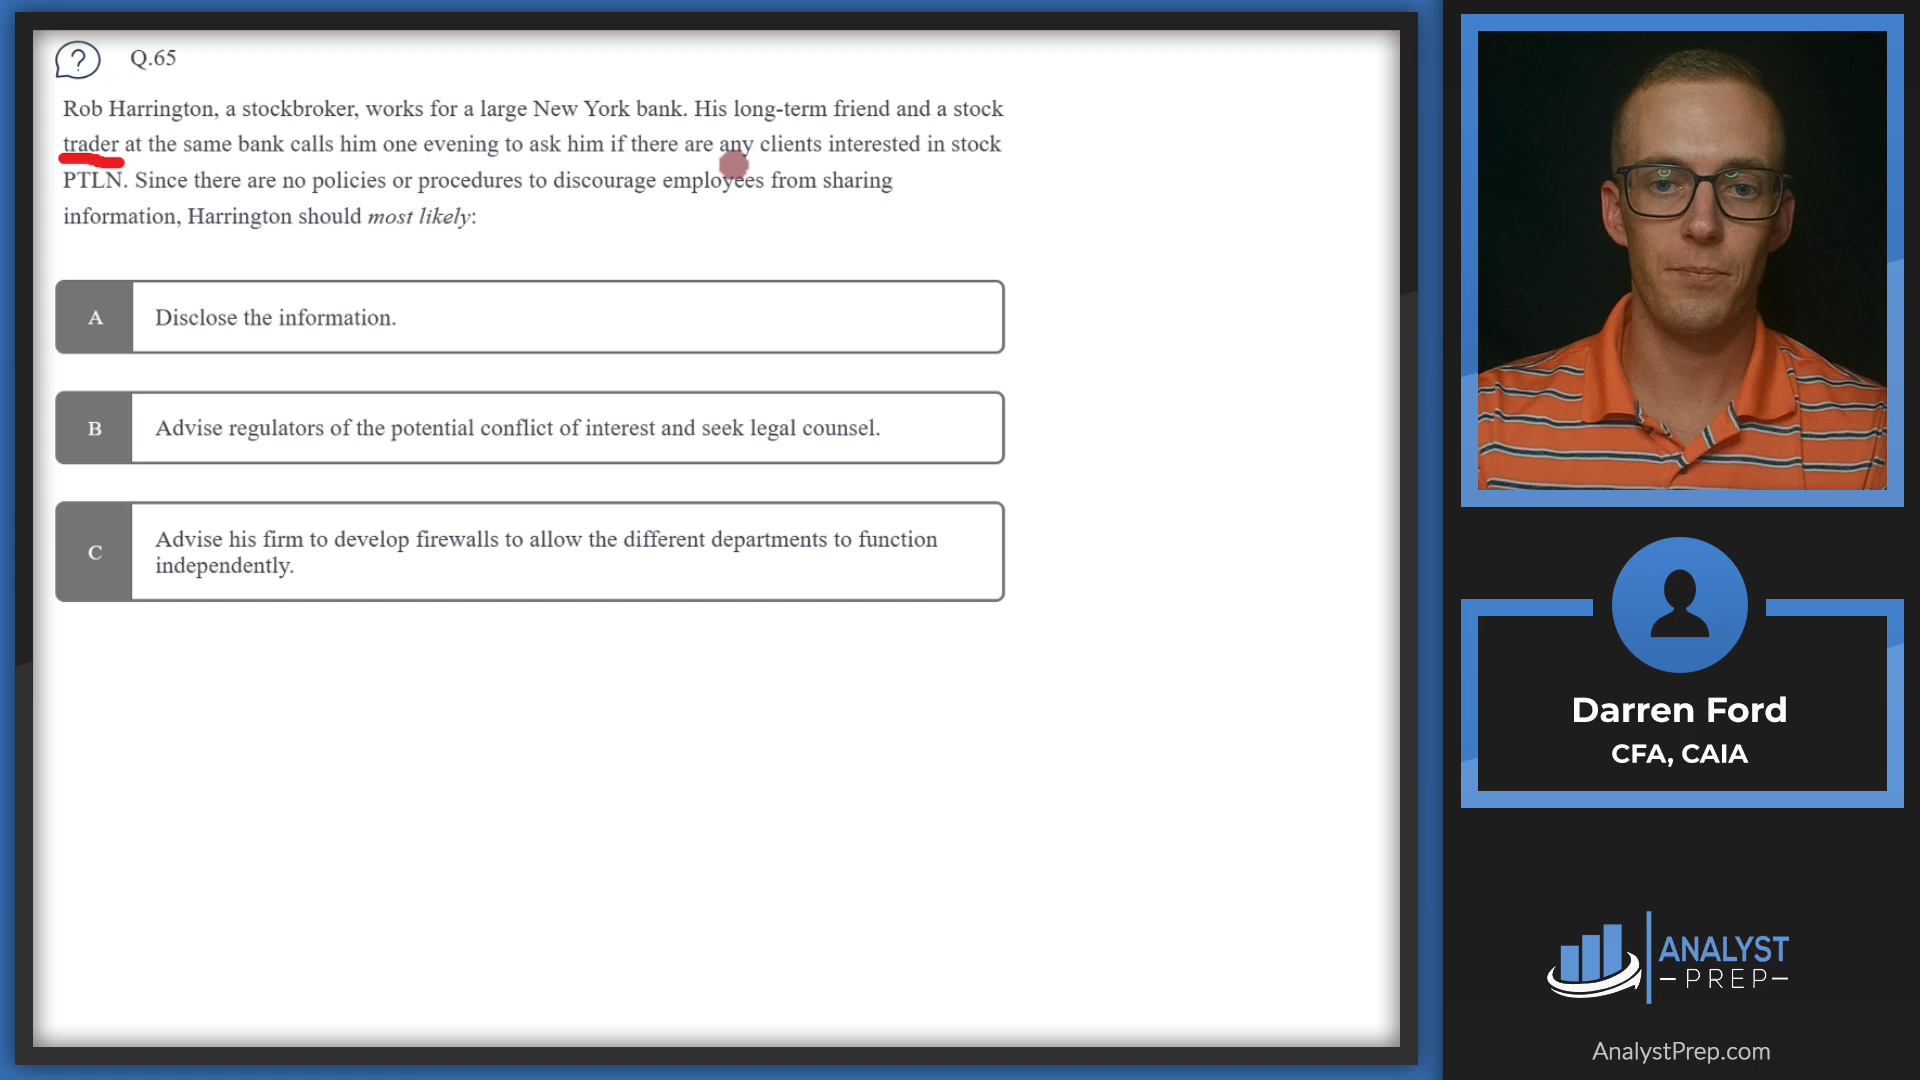 Q.65
Rob Harrington, a stockbroker, works for a large New York bank. His long-term friend and a stock
trader at the same bank calls him one evening to ask him if there are any clients interested in stock
PTLN. Since there are no policies or procedures to discourage employees from sharing
information, Harrington should most likely:
A
Disclose the information.
B
Advise regulators of the potential conflict of interest and seek legal counsel.
C
Advise his firm to develop firewalls to allow the different departments to function
independently.
Darren Ford
CFA, CAIA
ANALYST
PREP
AnalystPrep.com